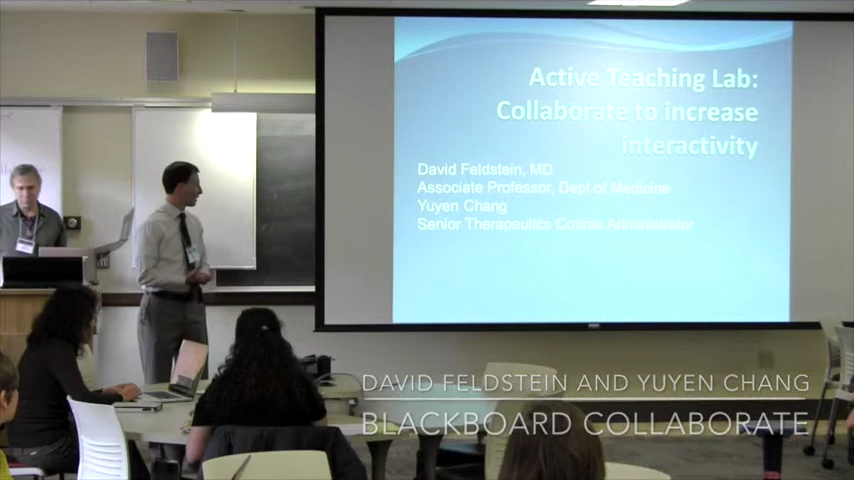 Active Teaching Lab:
Collaborate to increase
interactivity
David Feldstein, MD
Associate Professor, Dept of Medicine
Yuyen Chang
Senior Therapeutics Course Administrator
DAVID FELDSTEIN AND YUYEN CHANG
BLACKBOARD COLLABORATE